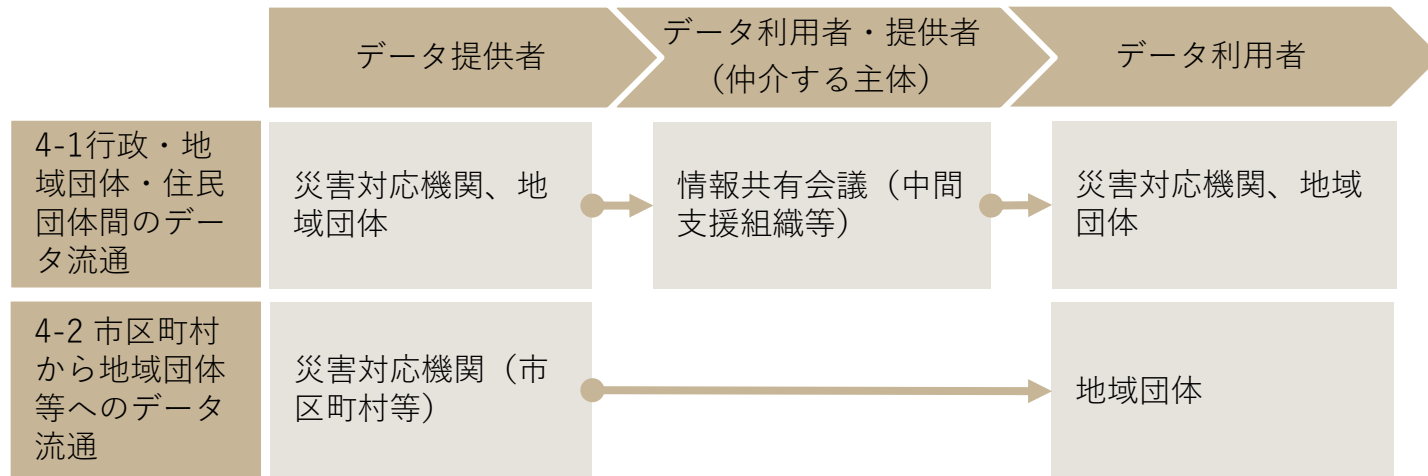 データ提供者
データ利用者・提供者
（仲介する主体）
データ利用者
4-1行政・地
域団体・住民
団体間のデー
タ流通
災害対応機関、地
域団体
情報共有会議（中間
支援組織等）
災害対応機関、地域
団体
4-2 市区町村
から地域団体
等へのデータ
流通
災害対応機関（市
区町村等）
地域団体